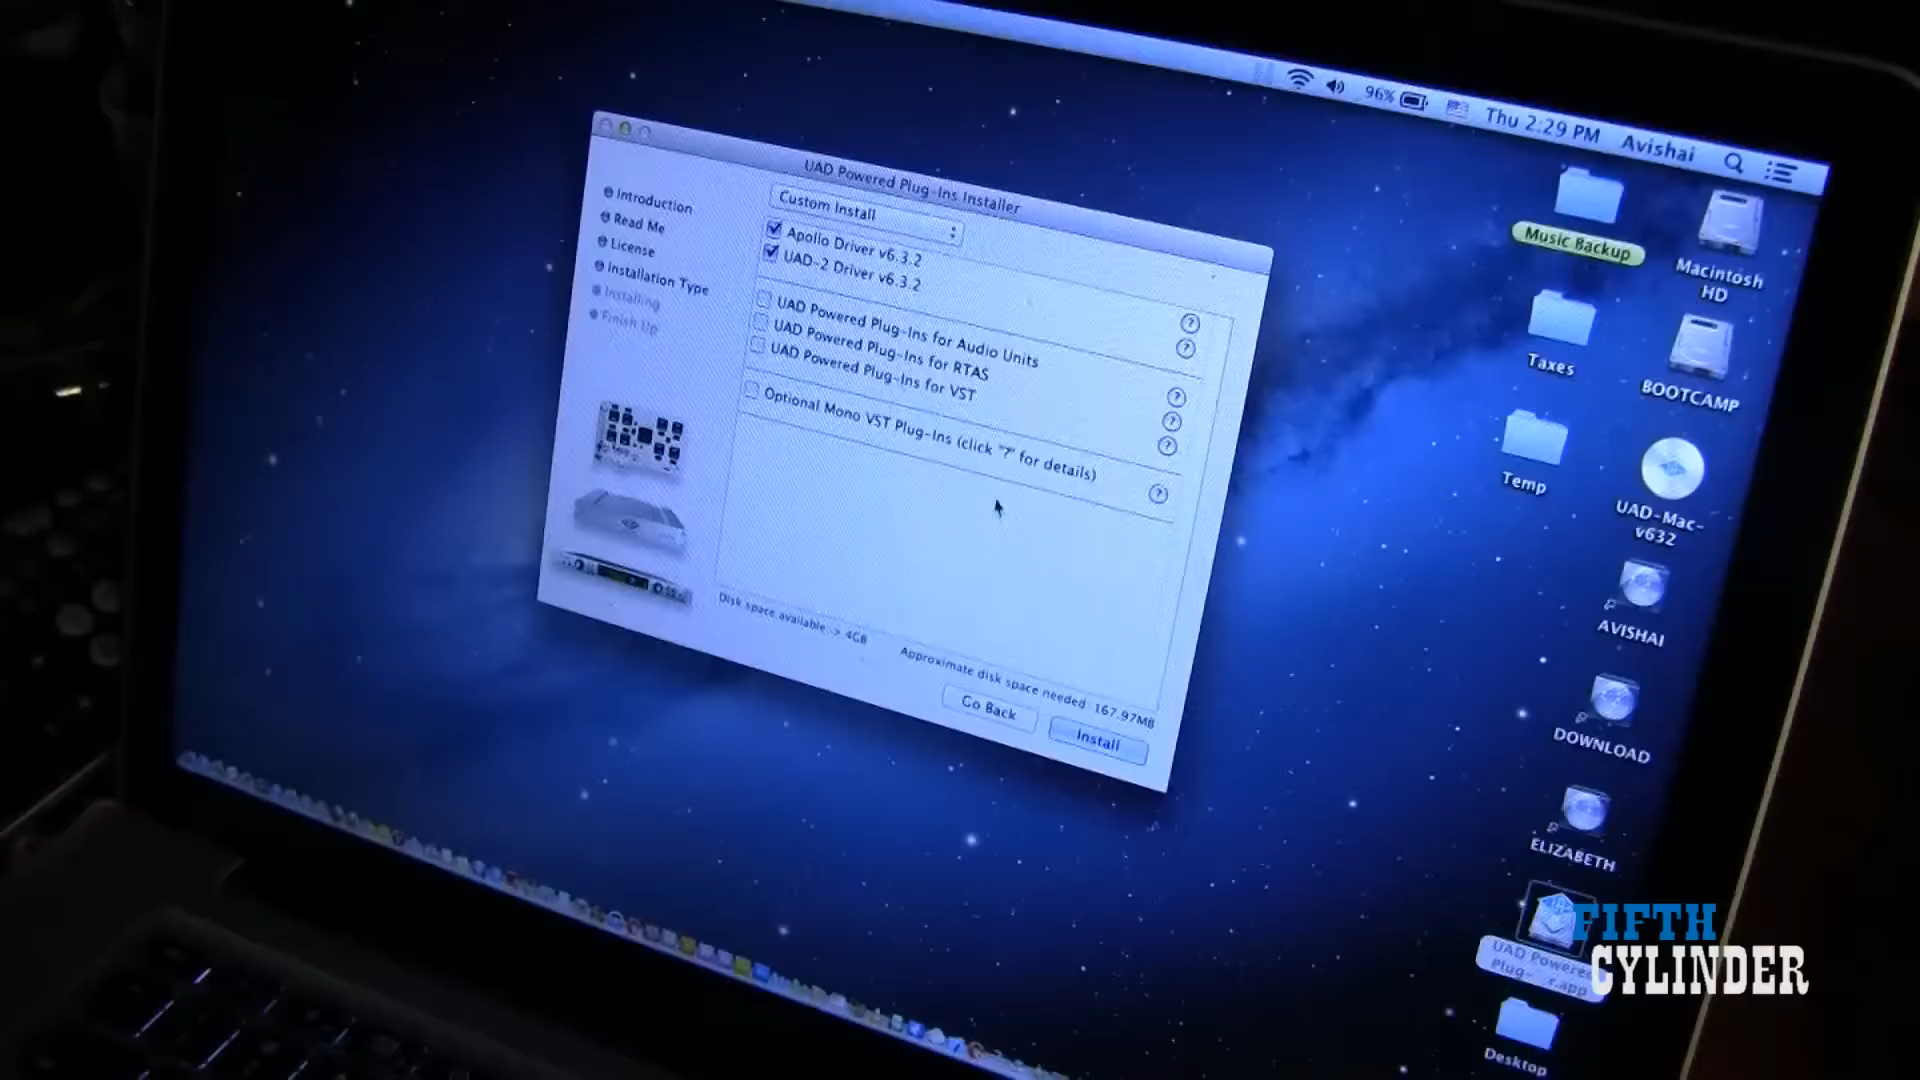 96%
Thu 2:29 PM
Avishai
UAD Powered Plug-Ins Installer
Introduction
Read Me
License
Installation Type
Installing
Finish Up
Custom Install
Apollo Driver v6.3.2
UAD-2 Driver v6.3.2
UAD Powered Plug-Ins for Audio Units
UAD Powered Plug-Ins for RTAS
UAD Powered Plug-Ins for VST
Optional Mono VST Plug-Ins (click "?" for details)
Disk space available > 4GB
Approximate disk space needed 167.97MB
Go Back
Install
Music Backup
Taxes
Temp
Macintosh
HD
BOOTCAMP
UAD-Mac-
v632
AVISHAI
DOWNLOAD
ELIZABETH
UAD Powered
Plug-...r.app
Desktop
FIFTH
CYLINDER